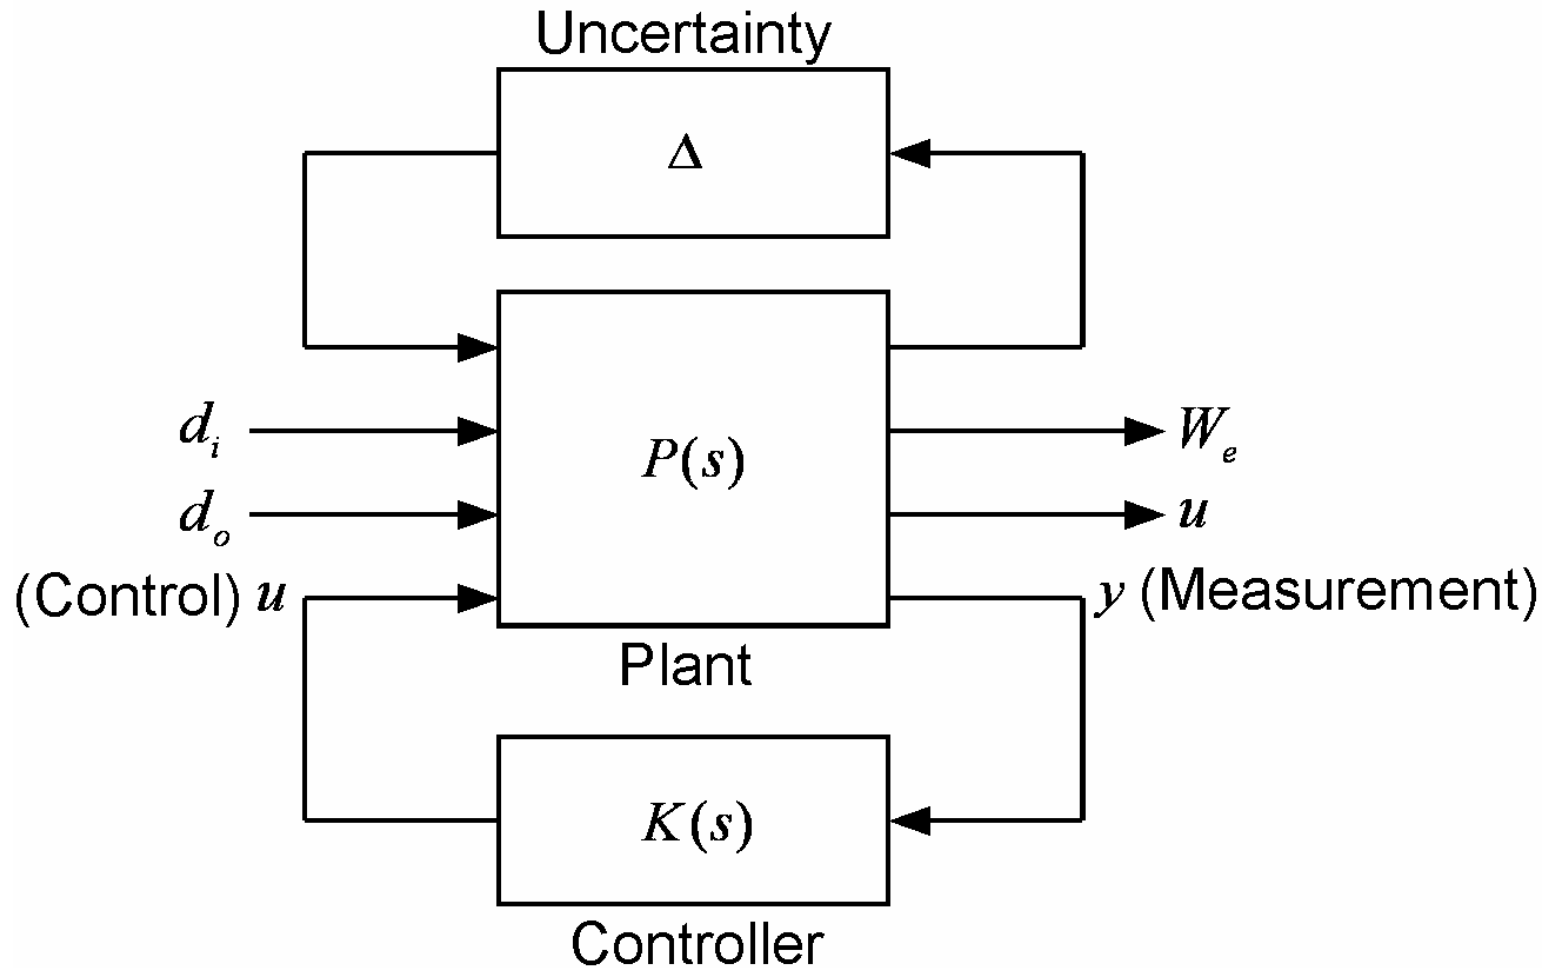 Uncertainty
Δ
d_i
P(s)
W_e
d_o
u
(Control) u
y (Measurement)
Plant
K(s)
Controller